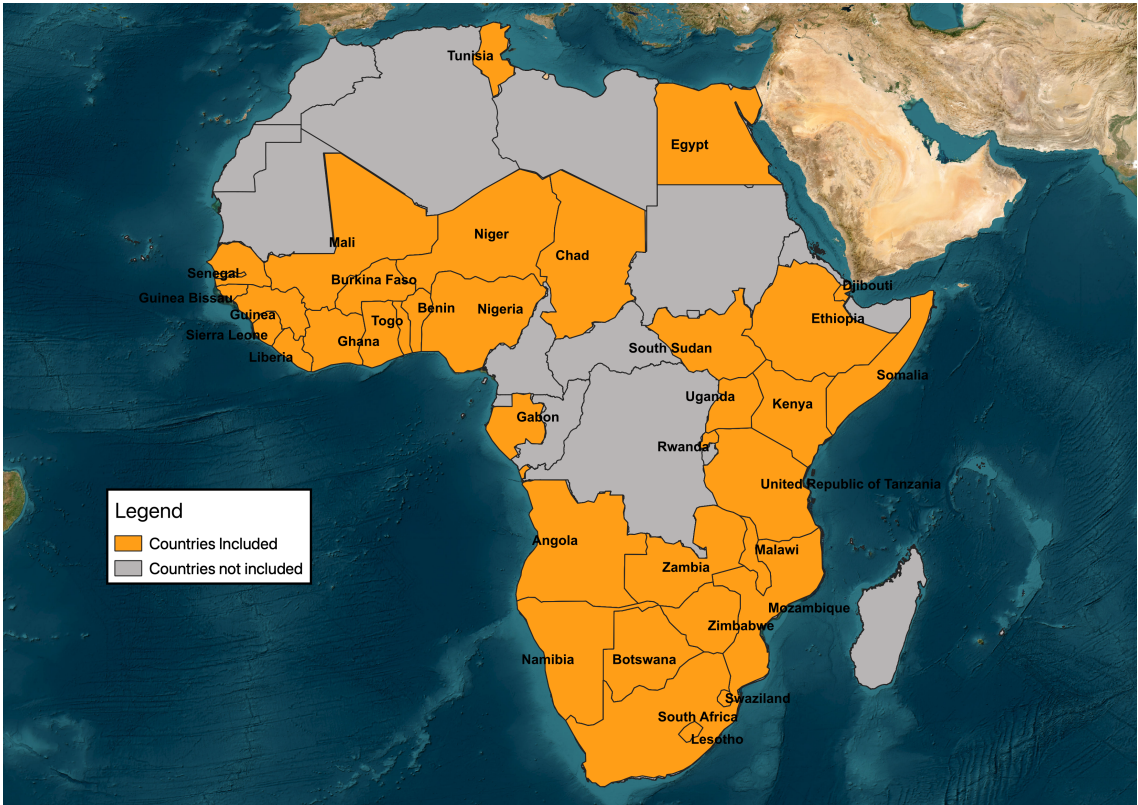 Tunisia
Egypt
Mali
Niger
Chad
Senegal
Burkina Faso
Djibouti
Guinea Bissau
Benin
Nigeria
Guinea
Togo
Ethiopia
Sierra Leone
Ghana
South Sudan
Liberia
Somalia
Uganda
Kenya
Gabon
Rwanda
United Republic of Tanzania
Legend
Countries Included
Countries not included
Angola
Malawi
Zambia
Mozambique
Zimbabwe
Namibia
Botswana
Swaziland
South Africa
Lesotho